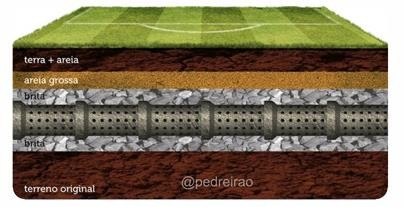 terra + areia
areia grossa
brita
brita
@pedreirao
terreno original